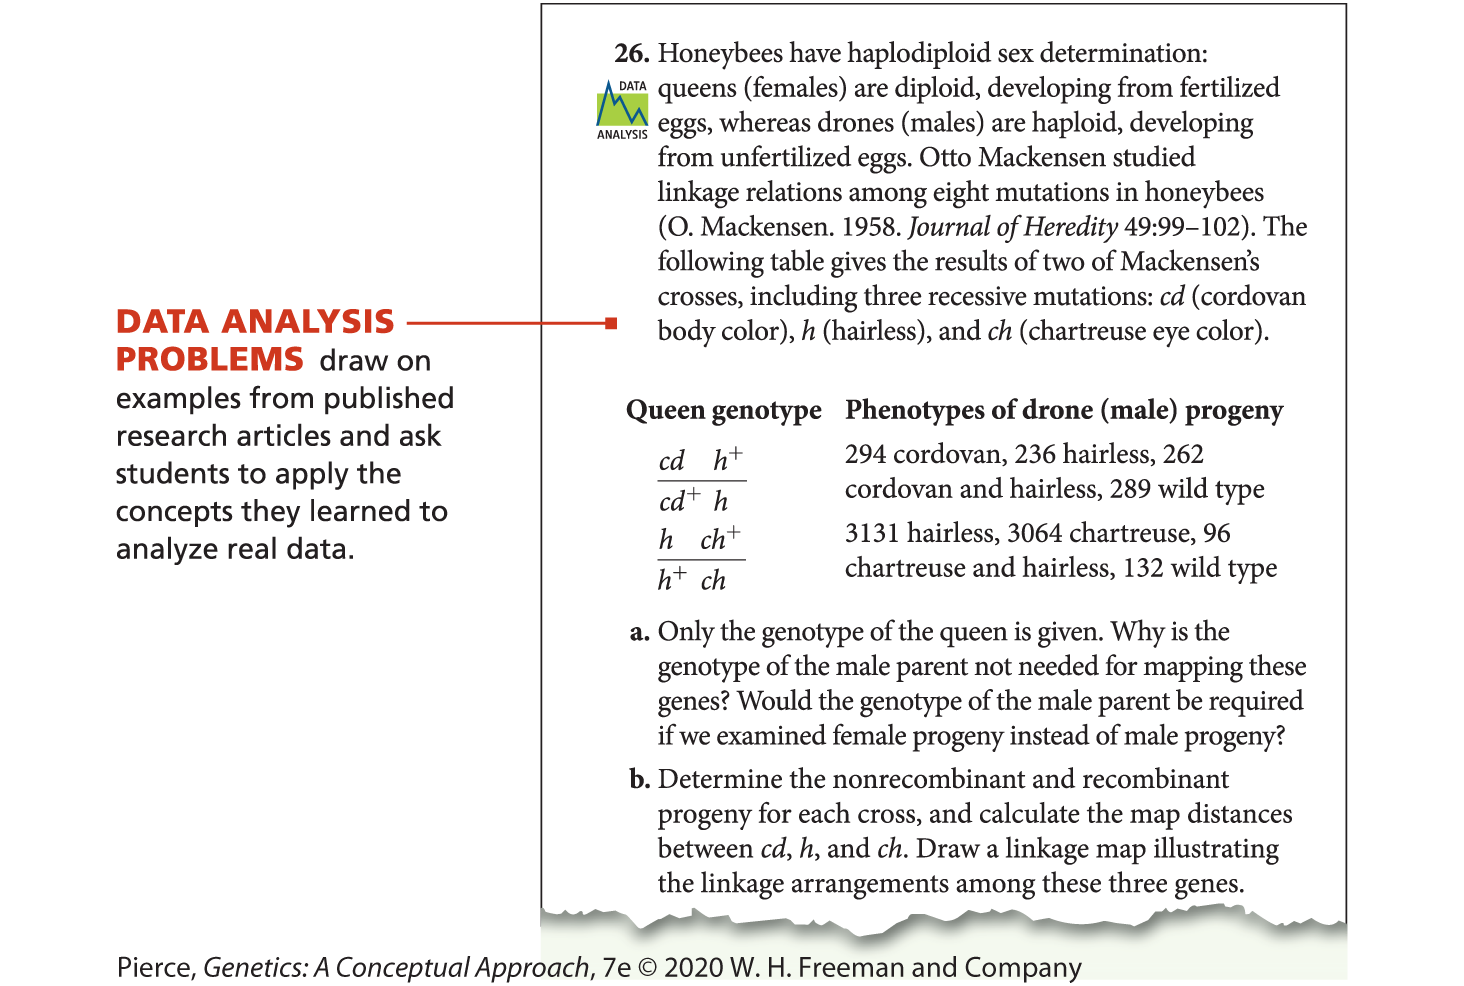 26. Honeybees have haplodiploid sex determination:
DATA
ANALYSIS
queens (females) are diploid, developing from fertilized
eggs, whereas drones (males) are haploid, developing
from unfertilized eggs. Otto Mackensen studied
linkage relations among eight mutations in honeybees
(O. Mackensen. 1958. Journal of Heredity 49:99–102). The
following table gives the results of two of Mackensen's
crosses, including three recessive mutations: cd (cordovan
body color), h (hairless), and ch (chartreuse eye color).
DATA ANALYSIS
PROBLEMS draw on
examples from published
research articles and ask
students to apply the
concepts they learned to
analyze real data.
Queen genotype Phenotypes of drone (male) progeny
cd h+
cd+ h
294 cordovan, 236 hairless, 262
cordovan and hairless, 289 wild type
h ch+
h+ ch
3131 hairless, 3064 chartreuse, 96
chartreuse and hairless, 132 wild type
a. Only the genotype of the queen is given. Why is the
genotype of the male parent not needed for mapping these
genes? Would the genotype of the male parent be required
if we examined female progeny instead of male progeny?
b. Determine the nonrecombinant and recombinant
progeny for each cross, and calculate the map distances
between cd, h, and ch. Draw a linkage map illustrating
the linkage arrangements among these three genes.
Pierce, Genetics: A Conceptual Approach, 7e © 2020 W. H. Freeman and Company